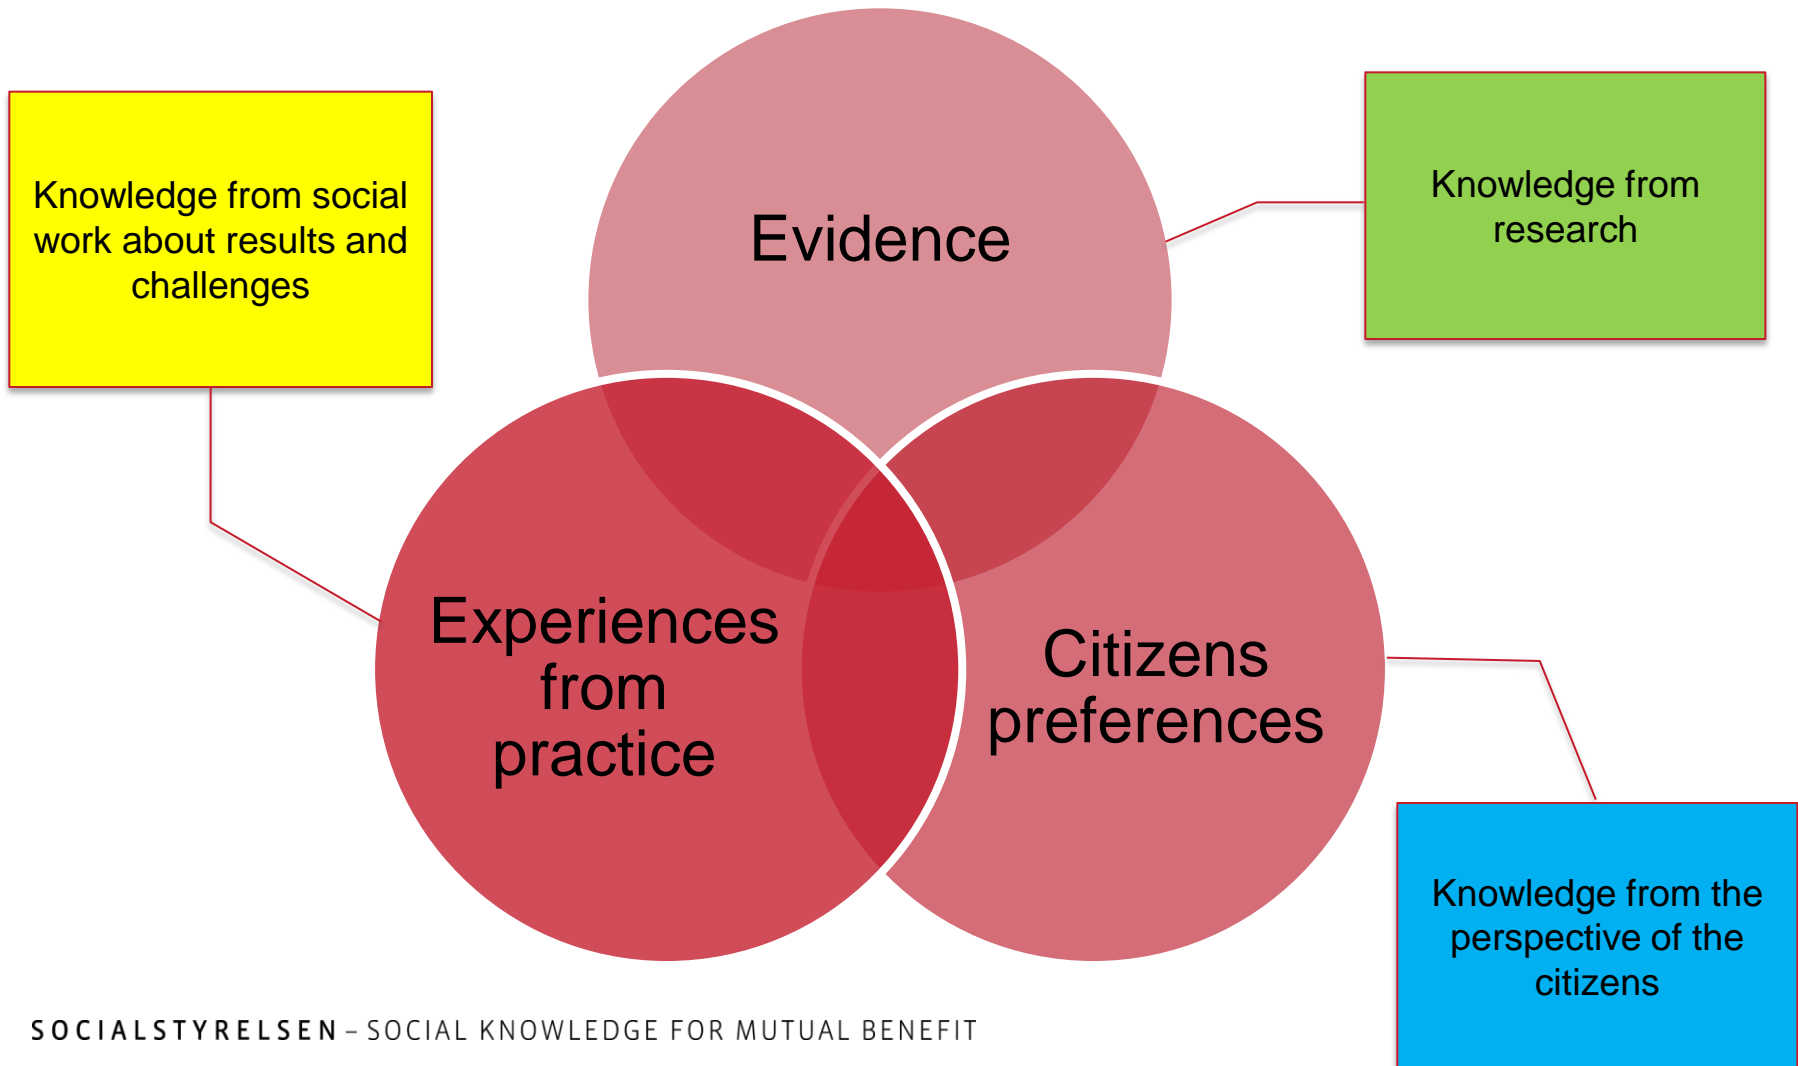 Evidence
Knowledge from social
work about results and
challenges
Knowledge from
research
Experiences
from
practice
Citizens
preferences
Knowledge from the
perspective of the
citizens
SOCIALSTYRELSEN – SOCIAL KNOWLEDGE FOR MUTUAL BENEFIT